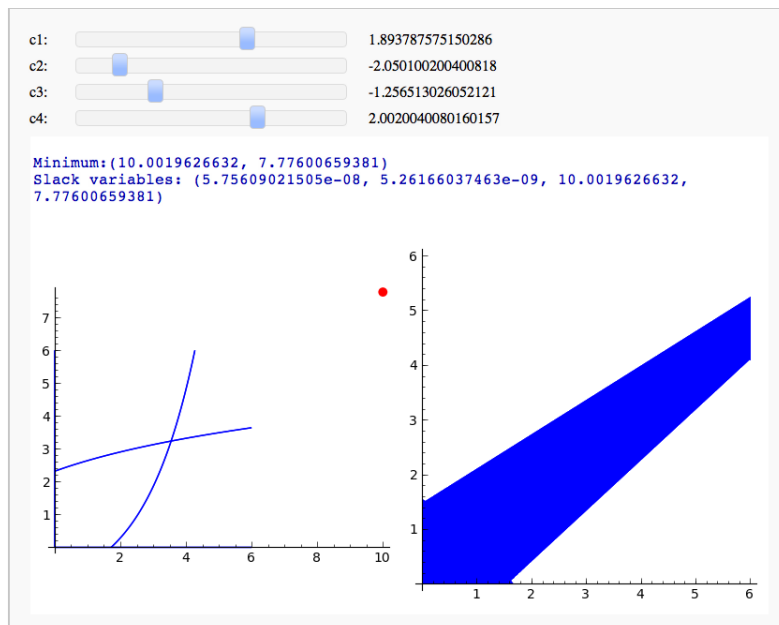 c1: 1.893787575150286
c2: -2.050100200400818
c3: -1.256513026052121
c4: 2.0020040080160157
Minimum:(10.0019626632, 7.77600659381)
Slack variables: (5.75609021505e-08, 5.26166037463e-09, 10.0019626632,
7.77600659381)
7
6
5
4
3
2
1
2 4 6 8 10
6
5
4
3
2
1
1 2 3 4 5 6